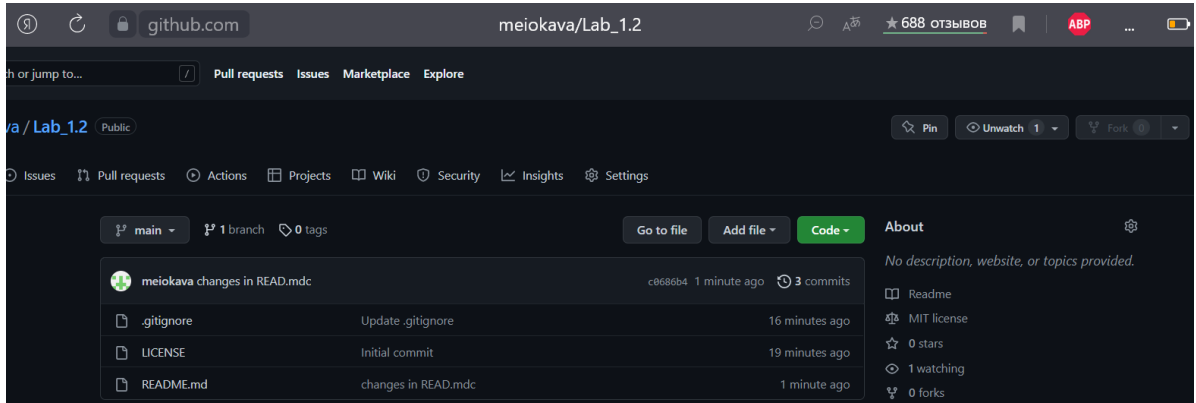 Я github.com meiokava/Lab_1.2 ★ 688 отзывов ABP ...
ch or jump to... / Pull requests Issues Marketplace Explore
va / Lab_1.2 Public Pin Unwatch 1 Fork 0
Issues Pull requests Actions Projects Wiki Security Insights Settings
main 1 branch 0 tags Go to file Add file Code
meiokava changes in READ.mdc c0686b4 1 minute ago 3 commits
.gitignore Update .gitignore 16 minutes ago
LICENSE Initial commit 19 minutes ago
README.md changes in READ.mdc 1 minute ago
About
No description, website, or topics provided.
Readme
MIT license
0 stars
1 watching
0 forks